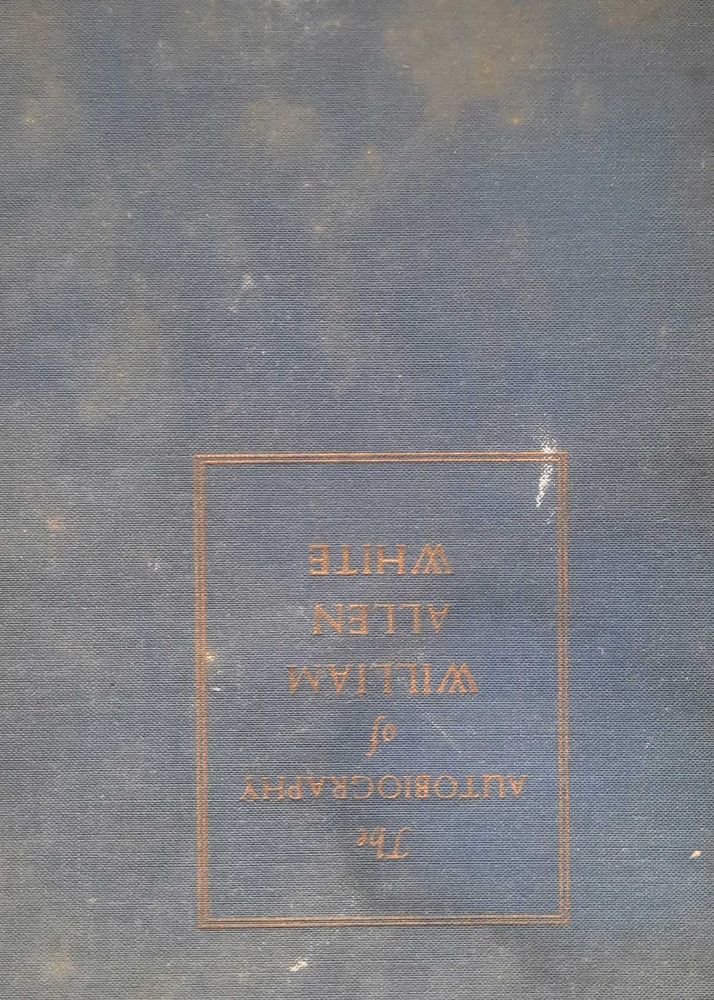 The
AUTOBIOGRAPHY
of
WILLIAM
ALLEN
WHITE